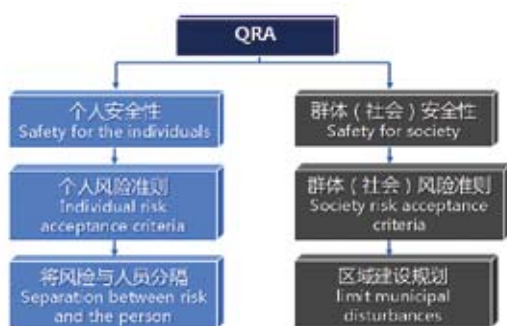 QRA
个人安全性
Safety for the individuals
个人风险准则
Individual risk
acceptance criteria
将风险与人员分隔
Separation between risk
and the person
群体（社会）安全性
Safety for society
群体（社会）风险准则
Society risk acceptance
criteria
区域建设规划
limit municipal
disturbances